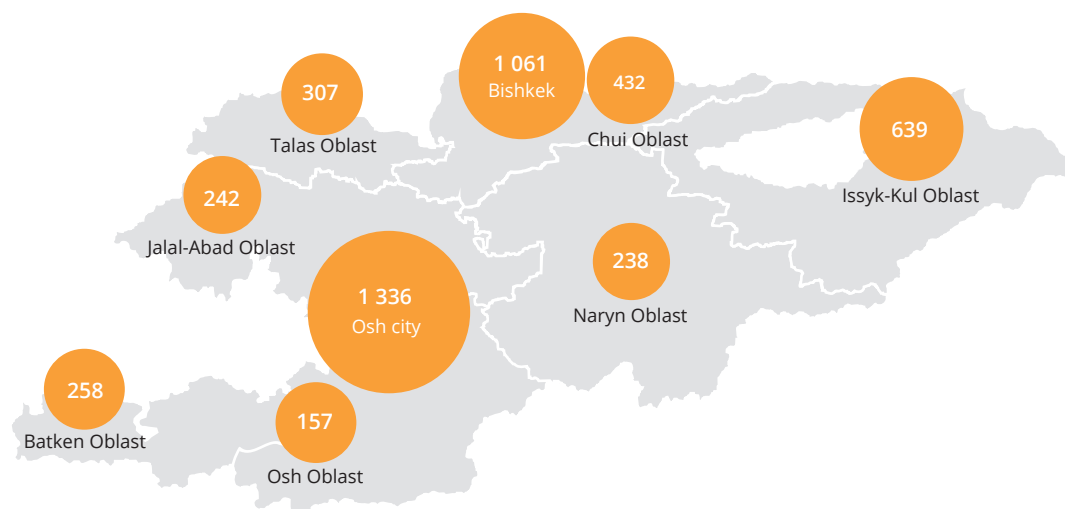 1 061
Bishkek
432
Chui Oblast
307
Talas Oblast
639
Issyk-Kul Oblast
242
Jalal-Abad Oblast
238
Naryn Oblast
1 336
Osh city
258
Batken Oblast
157
Osh Oblast